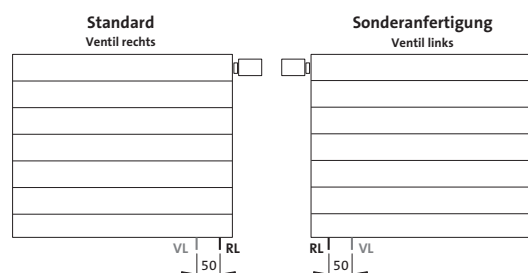 Standard
Ventil rechts
VL RL
50
Sonderanfertigung
Ventil links
RL VL
50